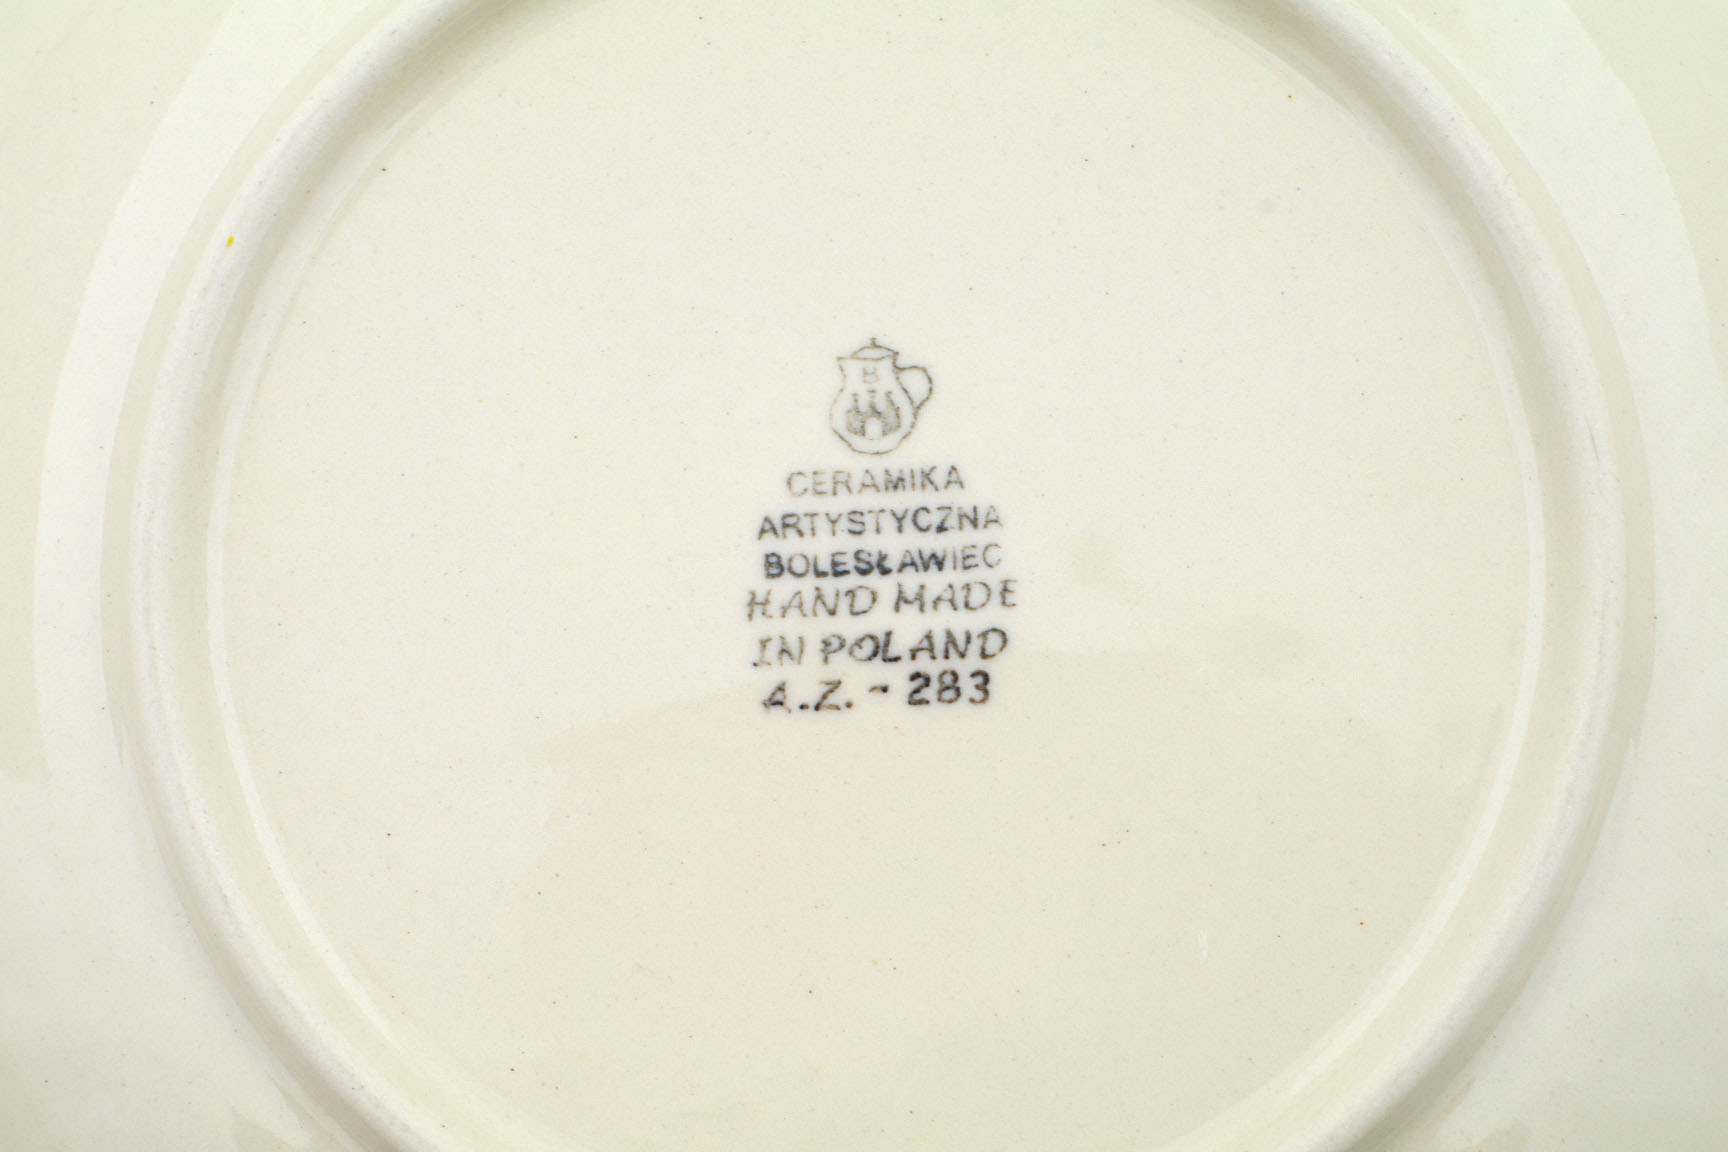 B
CERAMIKA
ARTYSTYCZNA
BOLESŁAWIEC
HAND MADE
IN POLAND
A.Z. - 283